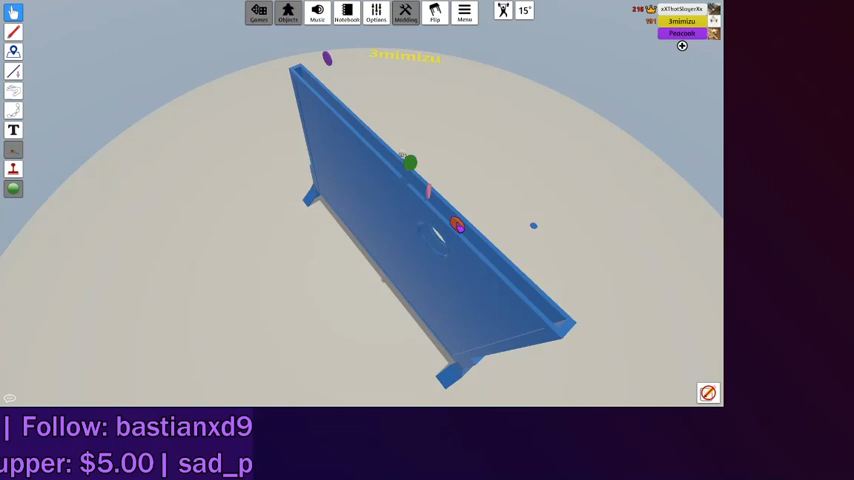 Games
Objects
Music
Notebook
Options
Modding
Flip
Menu
15°
xXThotSlayerXx
3mimizu
Peacock
3mimizu
T
| Follow: bastianxd9
upper: $5.00 | sad_p